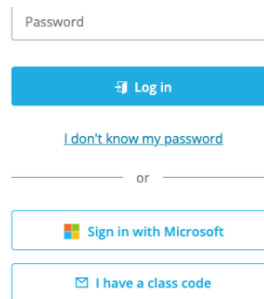 Password
Log in
I don't know my password
or
Sign in with Microsoft
I have a class code